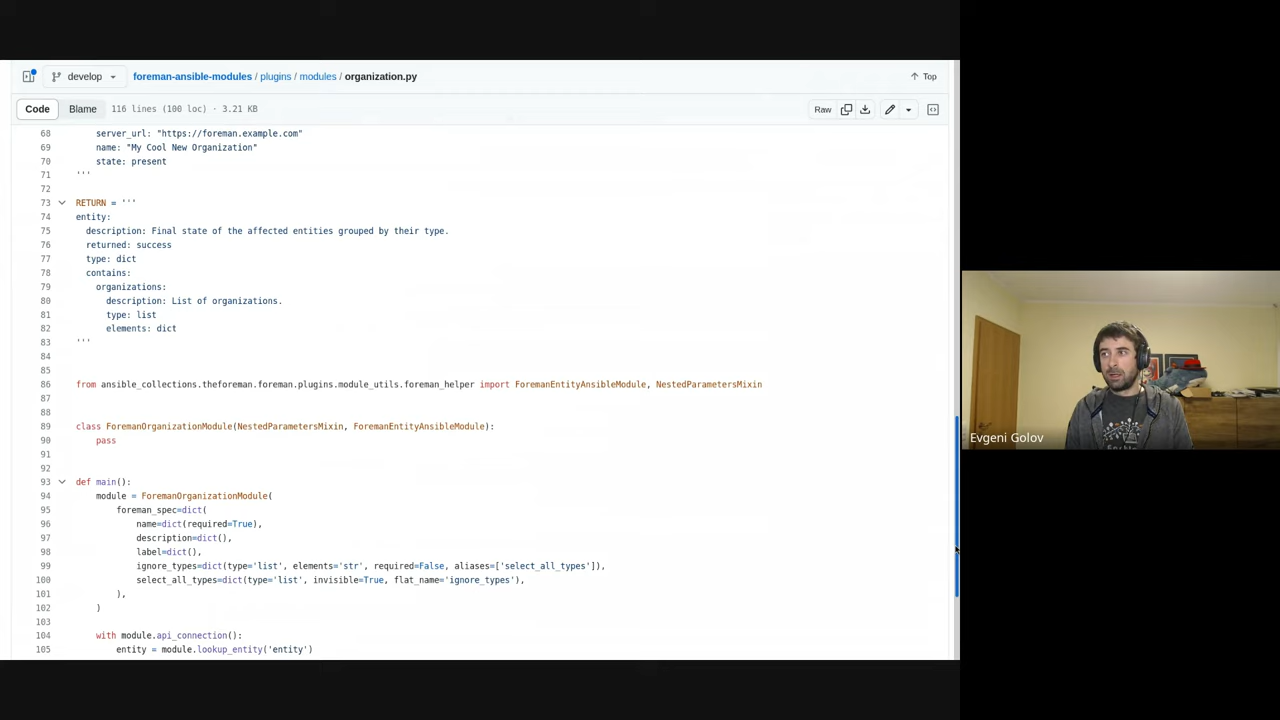 develop
foreman-ansible-modules / plugins / modules / organization.py
Top
Code
Blame
116 lines (100 loc) · 3.21 KB
Raw
68 server_url: "https://foreman.example.com"
69 name: "My Cool New Organization"
70 state: present
71 '''
72
73 RETURN = '''
74 entity:
75 description: Final state of the affected entities grouped by their type.
76 returned: success
77 type: dict
78 contains:
79 organizations:
80 description: List of organizations.
81 type: list
82 elements: dict
83 '''
84
85
86 from ansible_collections.theforeman.foreman.plugins.module_utils.foreman_helper import ForemanEntityAnsibleModule, NestedParametersMixin
87
88
89 class ForemanOrganizationModule(NestedParametersMixin, ForemanEntityAnsibleModule):
90 pass
91
92
93 def main():
94 module = ForemanOrganizationModule(
95 foreman_spec=dict(
96 name=dict(required=True),
97 description=dict(),
98 label=dict(),
99 ignore_types=dict(type='list', elements='str', required=False, aliases=['select_all_types']),
100 select_all_types=dict(type='list', invisible=True, flat_name='ignore_types'),
101 ),
102 )
103
104 with module.api_connection():
105 entity = module.lookup_entity('entity')
Evgeni Golov